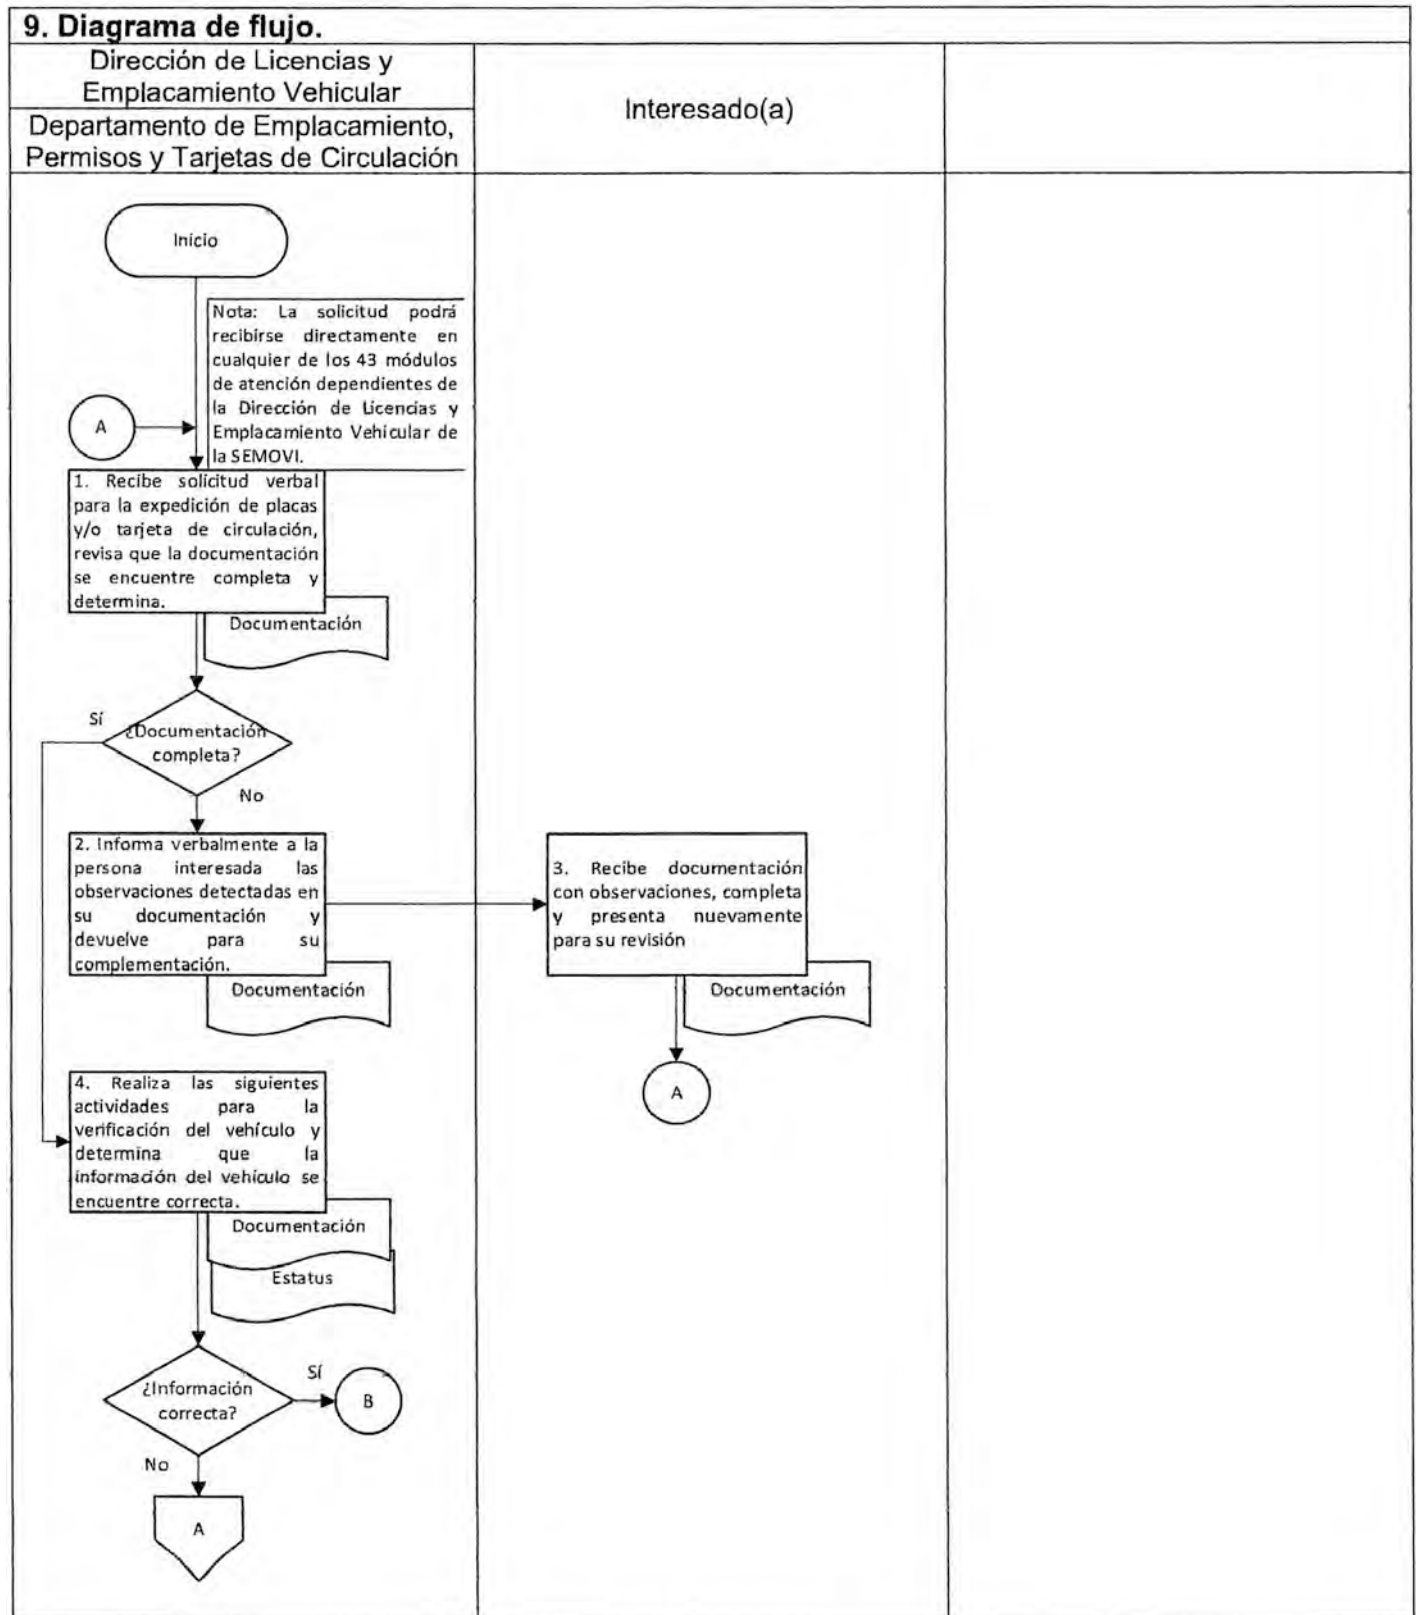 9. Diagrama de flujo.
Dirección de Licencias y
Emplacamiento Vehicular
Departamento de Emplacamiento,
Permisos y Tarjetas de Circulación
Interesado(a)
Inicio
Nota: La solicitud podrá
recibirse directamente en
cualquier de los 43 módulos
de atención dependientes de
la Dirección de Licencias y
Emplacamiento Vehicular de
la SEMOVI.
A
1. Recibe solicitud verbal
para la expedición de placas
y/o tarjeta de circulación,
revisa que la documentación
se encuentre completa y
determina.
Documentación
Sí
¿Documentación
completa?
No
2. Informa verbalmente a la
persona interesada las
observaciones detectadas en
su documentación y
devuelve para su
complementación.
Documentación
3. Recibe documentación
con observaciones, completa
y presenta nuevamente
para su revisión
Documentación
A
4. Realiza las siguientes
actividades para la
verificación del vehículo y
determina que la
información del vehículo se
encuentre correcta.
Documentación
Estatus
¿Información
correcta?
Sí
B
No
A